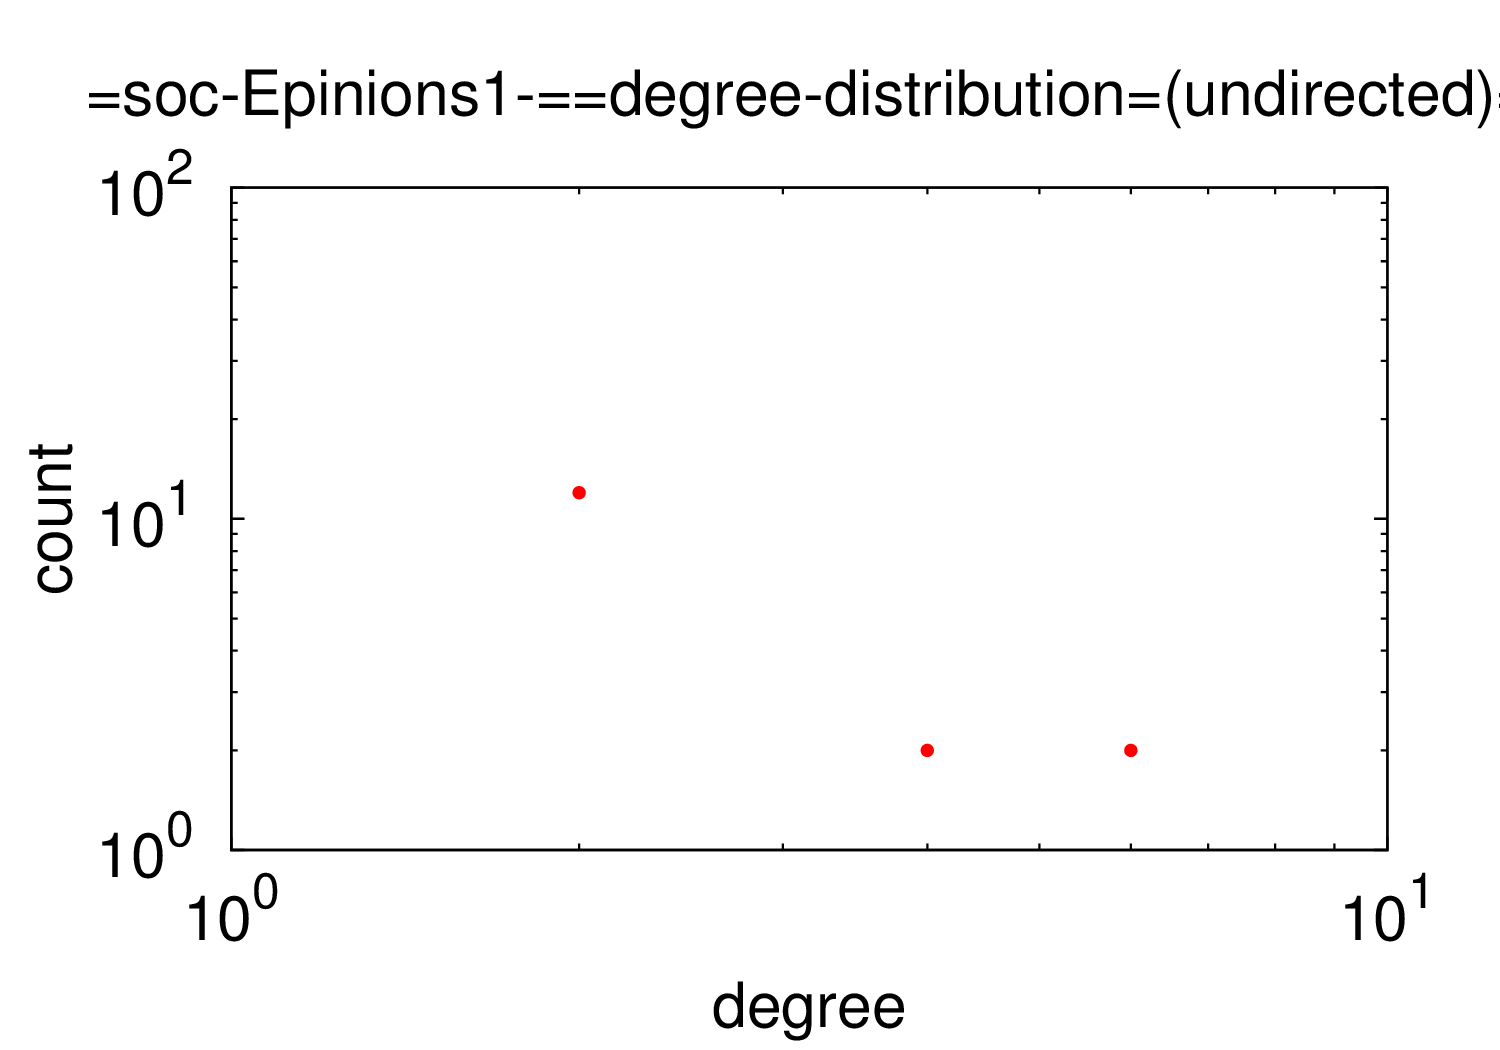 =soc-Epinions1-==degree-distribution=(undirected)=
10^2
10^1
10^0
count
10^0 10^1
degree